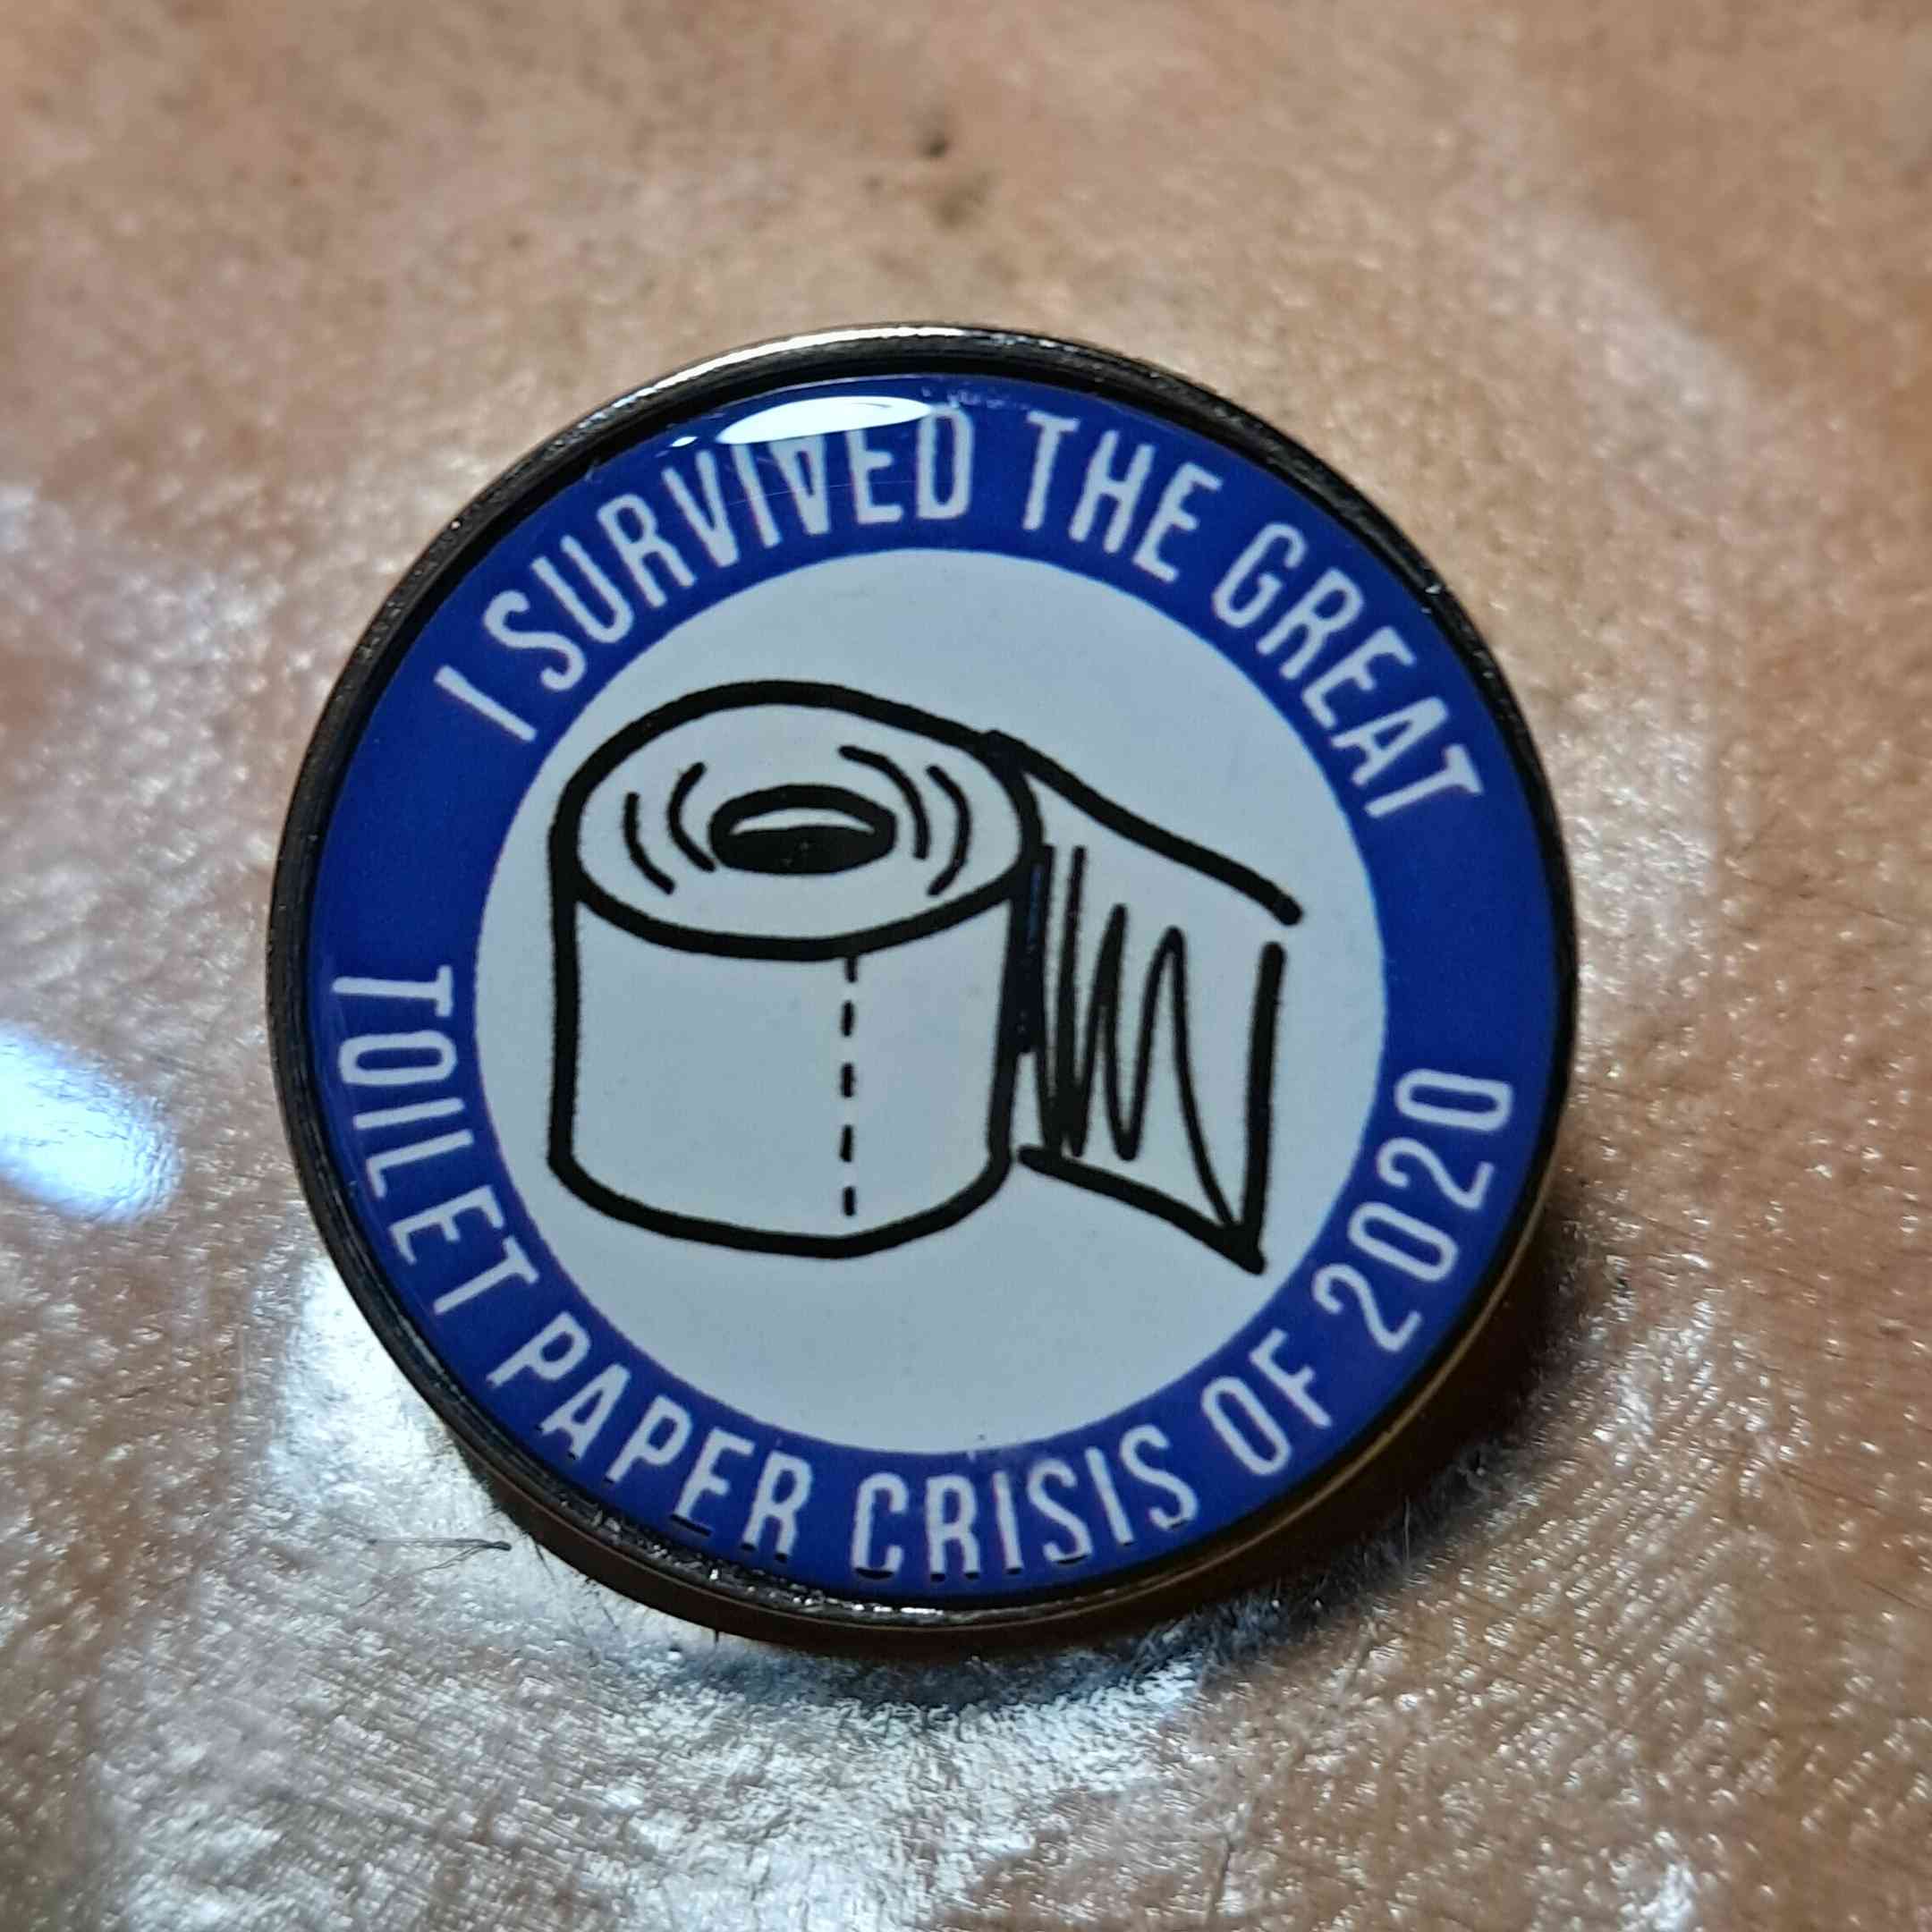 I SURVIVED THE GREAT
TOILET PAPER CRISIS OF 2020